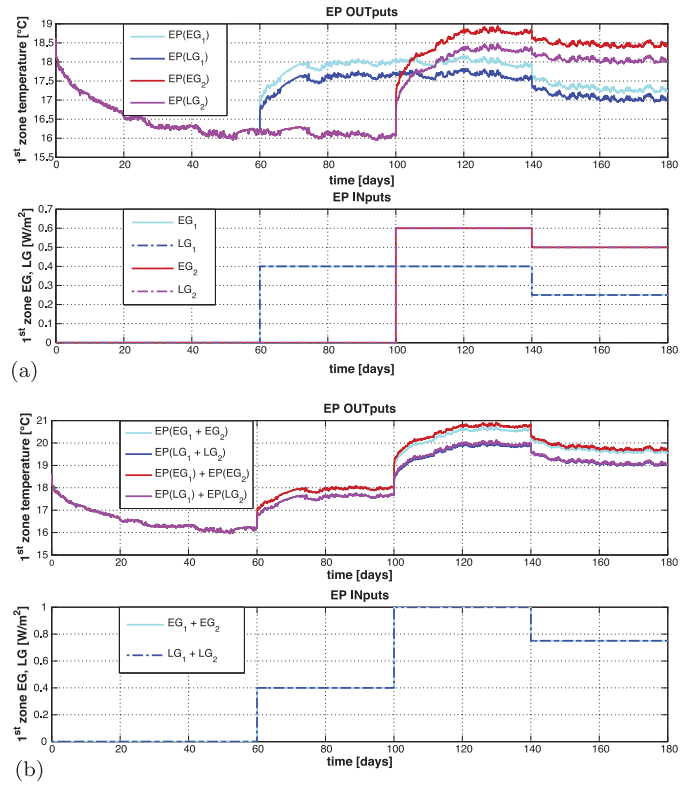 EP OUTputs
1st zone temperature [°C]
19
18.5
18
17.5
17
16.5
16
15.5
EP(EG1)
EP(LG1)
EP(EG2)
EP(LG2)
0 20 40 60 80 100 120 140 160 180
time [days]
EP INputs
1st zone EG, LG [W/m2]
0.7
0.6
0.5
0.4
0.3
0.2
0.1
0
EG1
LG1
EG2
LG2
0 20 40 60 80 100 120 140 160 180
time [days]
(a)
EP OUTputs
1st zone temperature [°C]
21
20
19
18
17
16
15
EP(EG1 + EG2)
EP(LG1 + LG2)
EP(EG1) + EP(EG2)
EP(LG1) + EP(LG2)
0 20 40 60 80 100 120 140 160 180
time [days]
EP INputs
1st zone EG, LG [W/m2]
1
0.8
0.6
0.4
0.2
0
EG1 + EG2
LG1 + LG2
0 20 40 60 80 100 120 140 160 180
time [days]
(b)